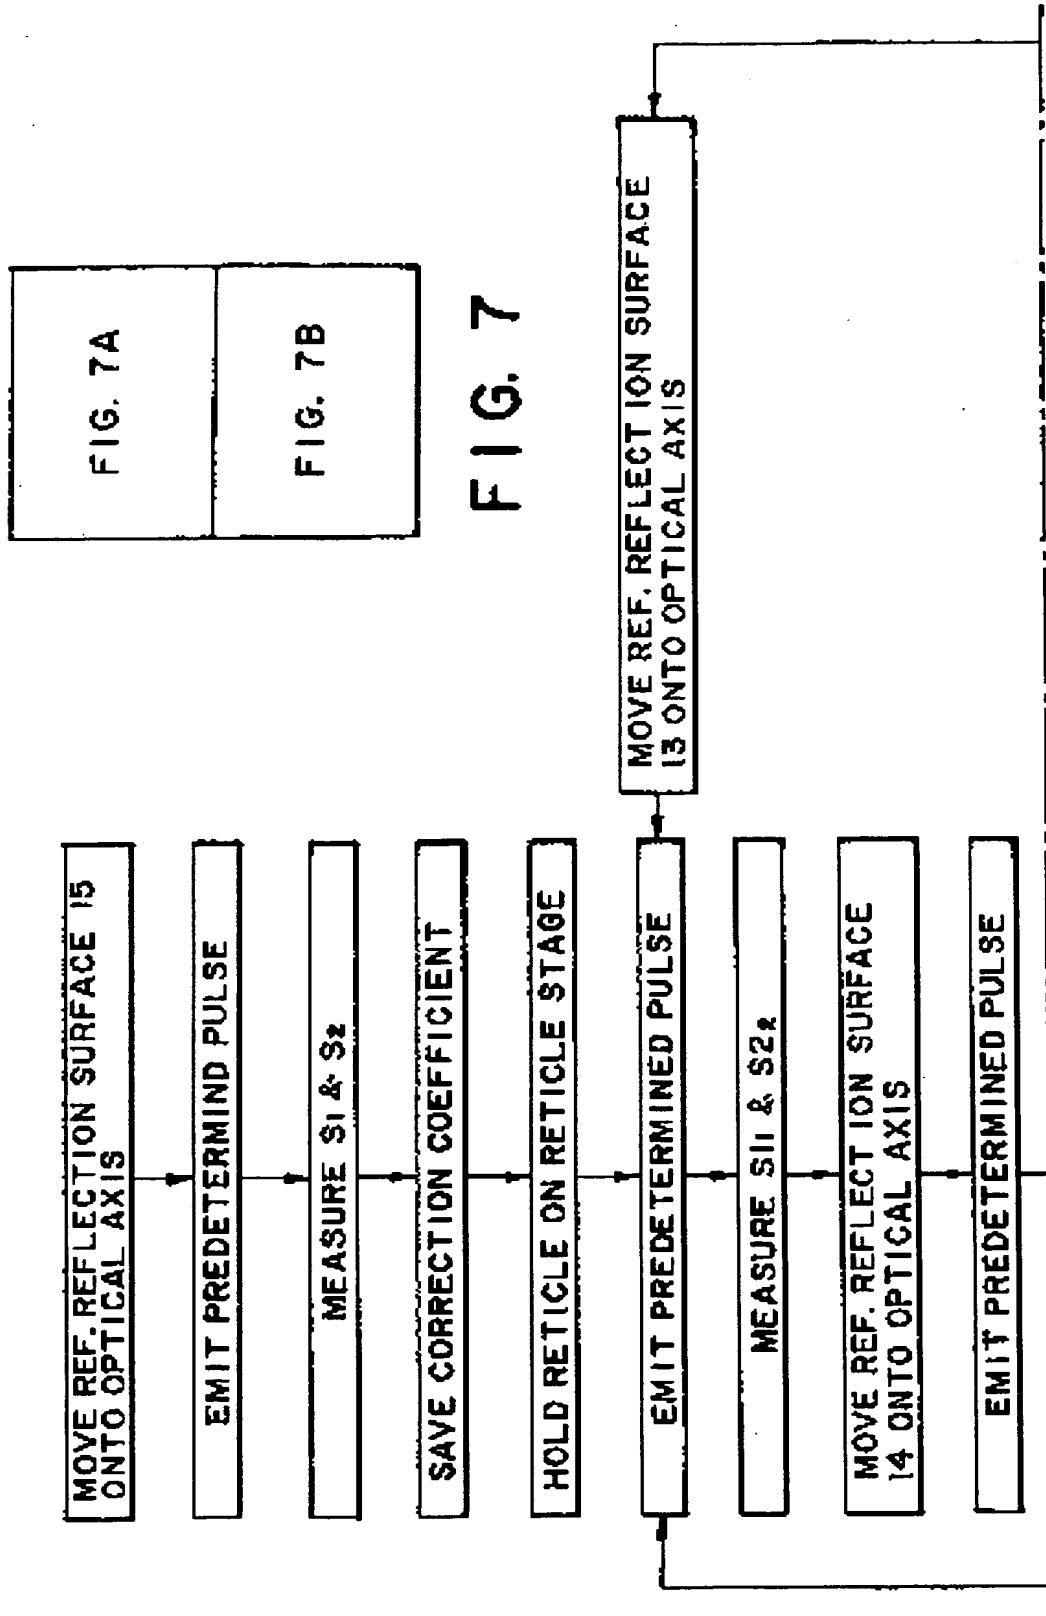 FIG. 7A
FIG. 7B
FIG. 7
MOVE REF. REFLECTION SURFACE 15
ONTO OPTICAL AXIS
EMIT PREDETERMIND PULSE
MEASURE S1 & S2
SAVE CORRECTION COEFFICIENT
HOLD RETICLE ON RETICLE STAGE
EMIT PREDETERMINED PULSE
MOVE REF. REFLECTION SURFACE
13 ONTO OPTICAL AXIS
MEASURE S11 & S22
MOVE REF. REFLECTION SURFACE
14 ONTO OPTICAL AXIS
EMIT PREDETERMINED PULSE